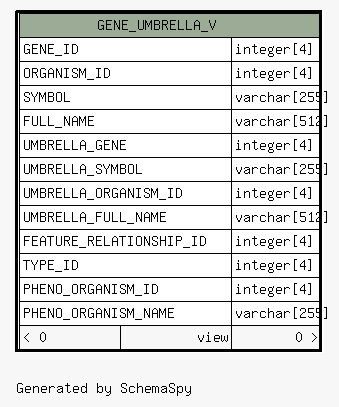 GENE_UMBRELLA_V
GENE_ID integer[4]
ORGANISM_ID integer[4]
SYMBOL varchar[255]
FULL_NAME varchar[512]
UMBRELLA_GENE integer[4]
UMBRELLA_SYMBOL varchar[255]
UMBRELLA_ORGANISM_ID integer[4]
UMBRELLA_FULL_NAME varchar[512]
FEATURE_RELATIONSHIP_ID integer[4]
TYPE_ID integer[4]
PHENO_ORGANISM_ID integer[4]
PHENO_ORGANISM_NAME varchar[255]
< 0 view 0 >
Generated by SchemaSpy